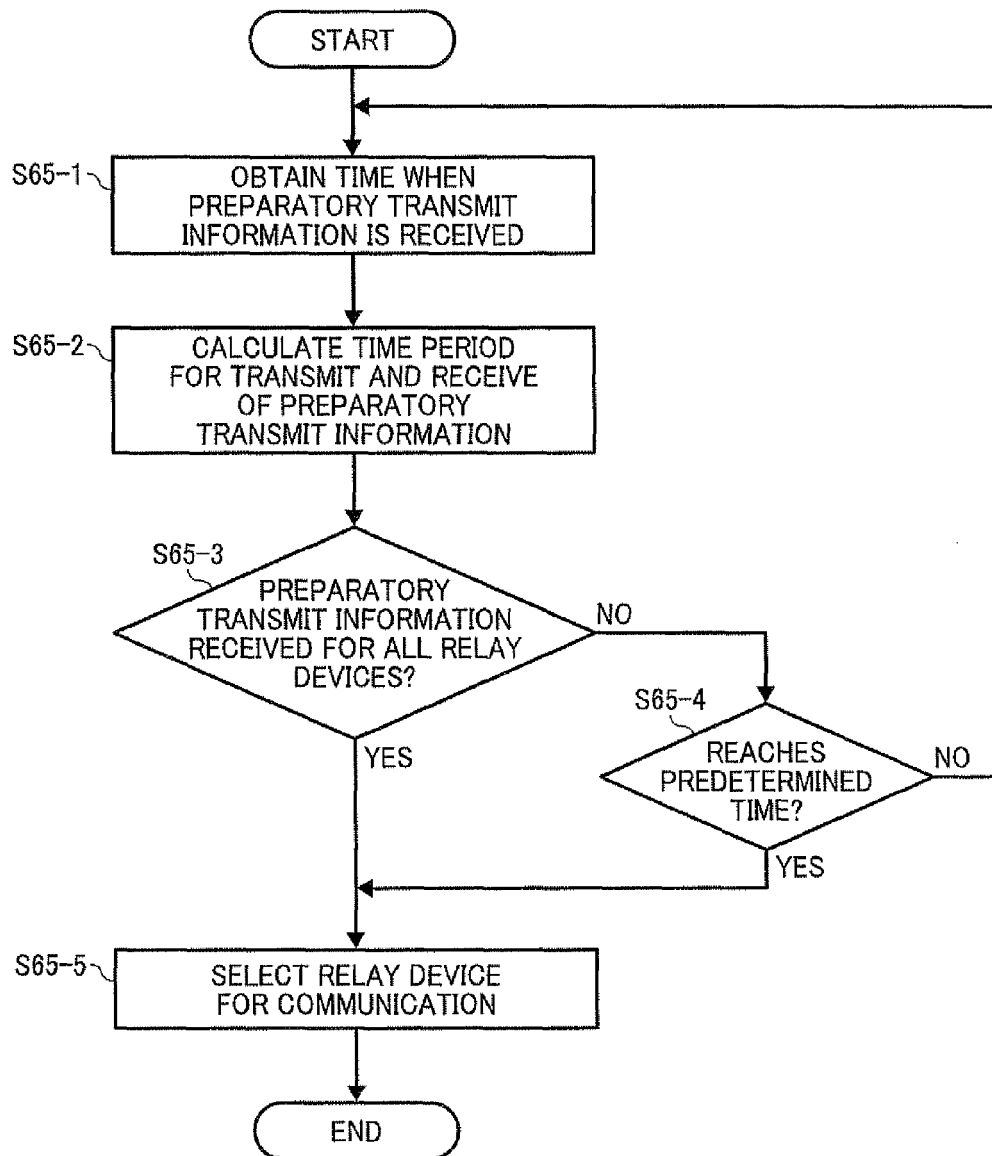 START
S65-1
OBTAIN TIME WHEN
PREPARATORY TRANSMIT
INFORMATION IS RECEIVED
S65-2
CALCULATE TIME PERIOD
FOR TRANSMIT AND RECEIVE
OF PREPARATORY
TRANSMIT INFORMATION
S65-3
PREPARATORY
TRANSMIT INFORMATION
RECEIVED FOR ALL RELAY
DEVICES?
NO
YES
S65-4
REACHES
PREDETERMINED
TIME?
NO
YES
S65-5
SELECT RELAY DEVICE
FOR COMMUNICATION
END